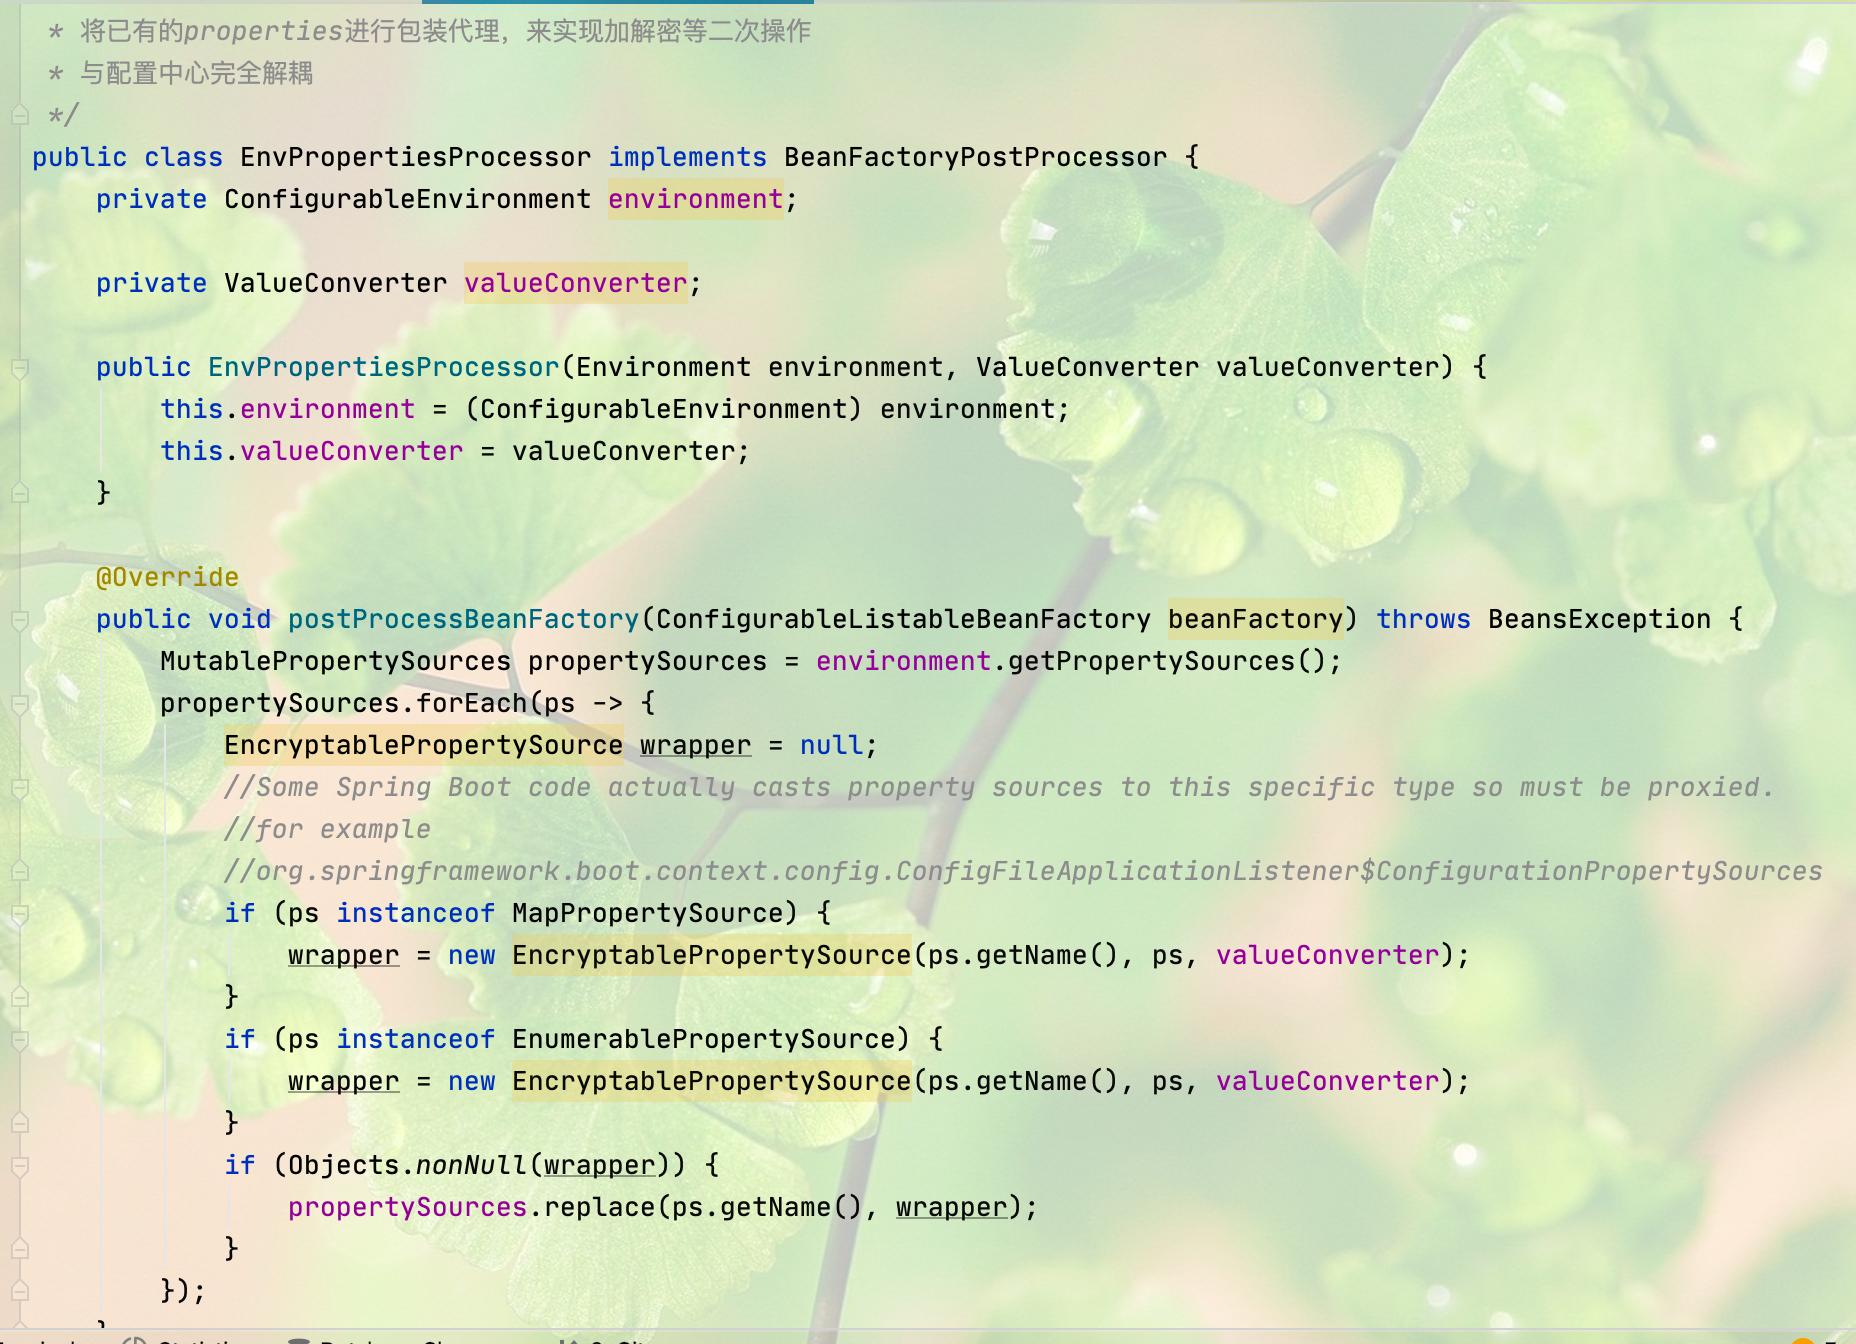 * 将已有的properties进行包装代理，来实现加解密等二次操作
* 与配置中心完全解耦
*/
public class EnvPropertiesProcessor implements BeanFactoryPostProcessor {
private ConfigurableEnvironment environment;
private ValueConverter valueConverter;
public EnvPropertiesProcessor(Environment environment, ValueConverter valueConverter) {
this.environment = (ConfigurableEnvironment) environment;
this.valueConverter = valueConverter;
}
@Override
public void postProcessBeanFactory(ConfigurableListableBeanFactory beanFactory) throws BeansException {
MutablePropertySources propertySources = environment.getPropertySources();
propertySources.forEach(ps -> {
EncryptablePropertySource wrapper = null;
//Some Spring Boot code actually casts property sources to this specific type so must be proxied.
//for example
//org.springframework.boot.context.config.ConfigFileApplicationListener$ConfigurationPropertySources
if (ps instanceof MapPropertySource) {
wrapper = new EncryptablePropertySource(ps.getName(), ps, valueConverter);
}
if (ps instanceof EnumerablePropertySource) {
wrapper = new EncryptablePropertySource(ps.getName(), ps, valueConverter);
}
if (Objects.nonNull(wrapper)) {
propertySources.replace(ps.getName(), wrapper);
}
});